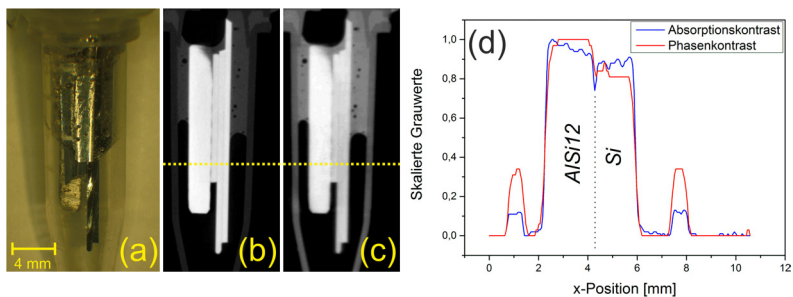 4 mm
(a)
(b)
(c)
(d)
Absorptionskontrast
Phasenkontrast
Skalierte Grauwerte
1,0
0,8
0,6
0,4
0,2
0,0
AlSi12
Si
0 2 4 6 8 10 12
x-Position [mm]